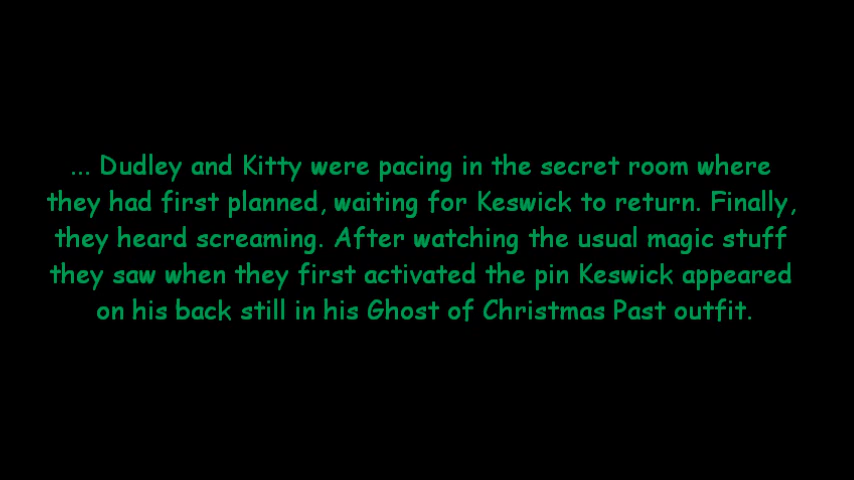 ... Dudley and Kitty were pacing in the secret room where
they had first planned, waiting for Keswick to return. Finally,
they heard screaming. After watching the usual magic stuff
they saw when they first activated the pin Keswick appeared
on his back still in his Ghost of Christmas Past outfit.